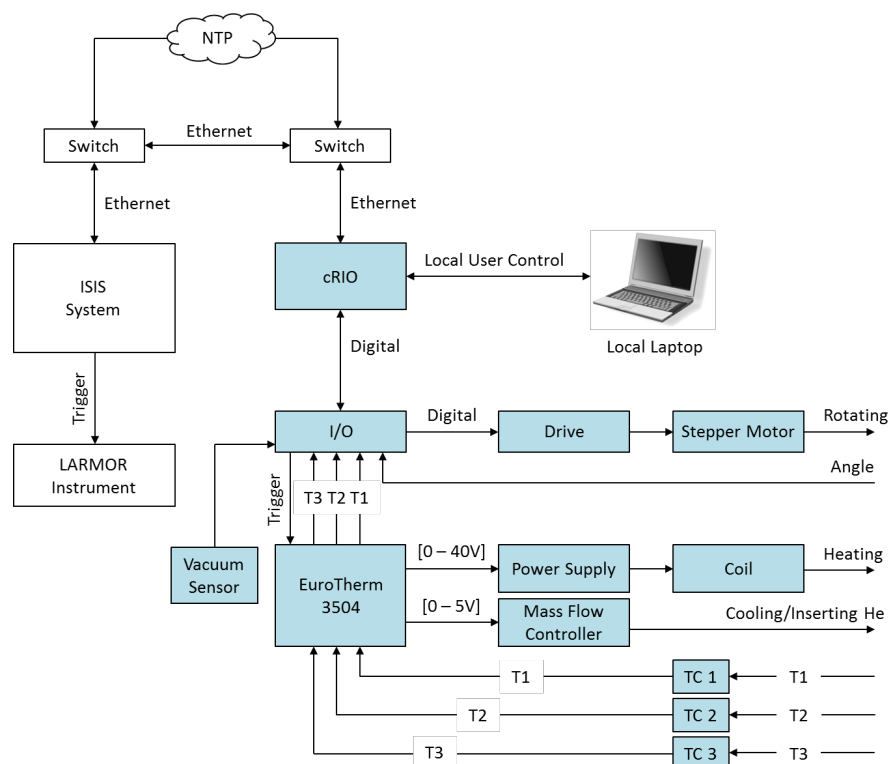 NTP
Ethernet
Switch
Switch
Ethernet
Ethernet
ISIS
System
cRIO
Local User Control
Local Laptop
Digital
Trigger
I/O
Digital
Drive
Stepper Motor
Rotating
Angle
LARMOR
Instrument
Trigger
T3 T2 T1
Vacuum
Sensor
EuroTherm
3504
[0 – 40V]
Power Supply
Coil
Heating
[0 – 5V]
Mass Flow
Controller
Cooling/Inserting He
T1
TC 1
T1
T2
TC 2
T2
T3
TC 3
T3